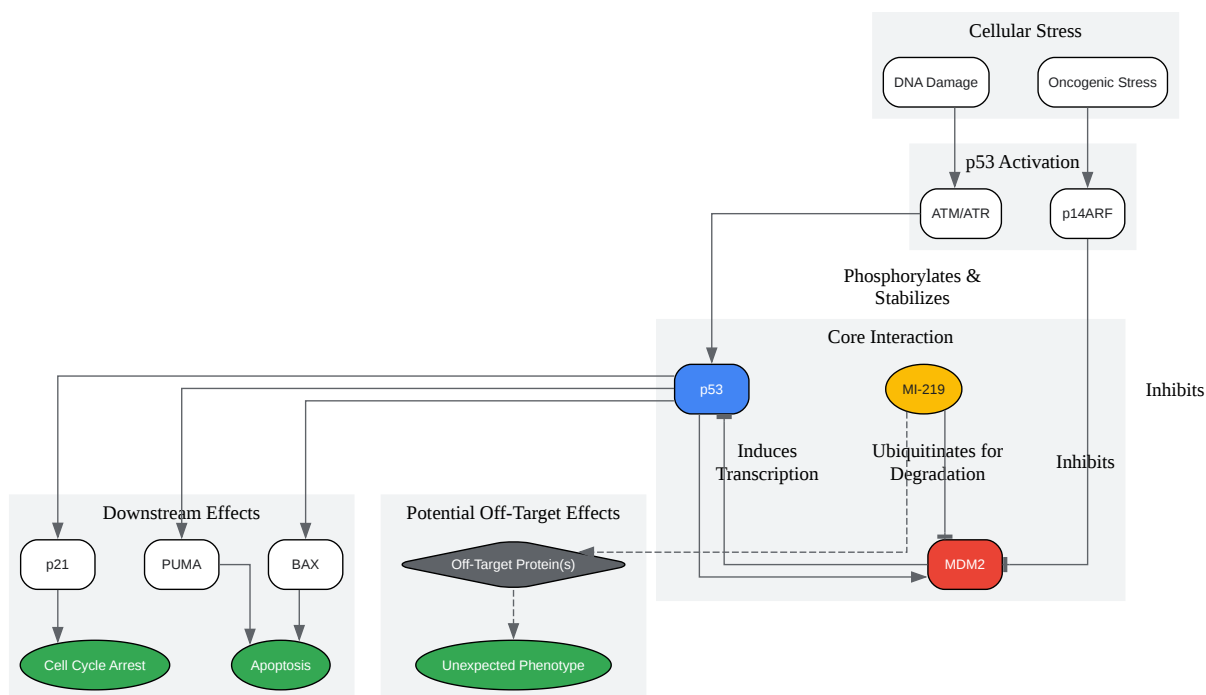 Cellular Stress
DNA Damage
Oncogenic Stress
p53 Activation
ATM/ATR
p14ARF
Phosphorylates &
Stabilizes
Core Interaction
p53
MI-219
Inhibits
Induces
Transcription
Ubiquitinates for
Degradation
Inhibits
Downstream Effects
Potential Off-Target Effects
p21
PUMA
BAX
Off-Target Protein(s)
MDM2
Cell Cycle Arrest
Apoptosis
Unexpected Phenotype